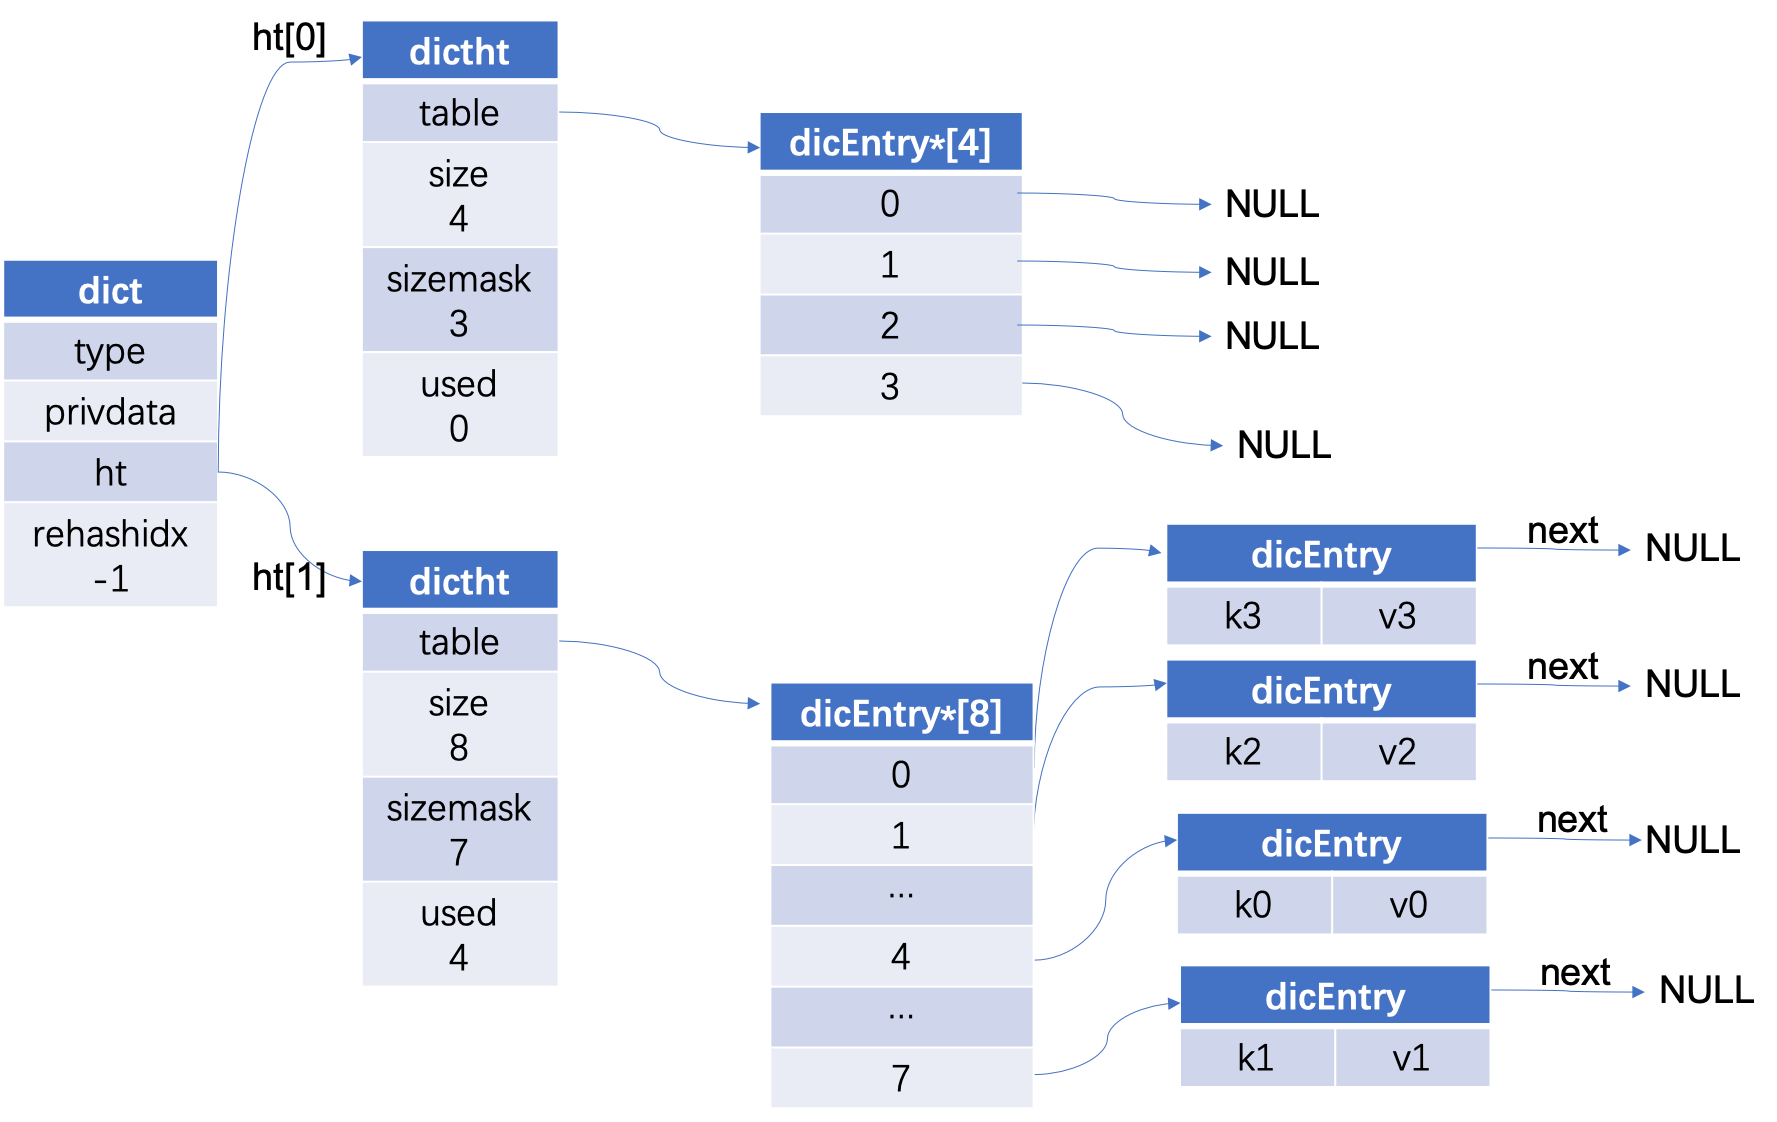 dict
type
privdata
ht
rehashidx
-1
ht[0]
dictht
table
size
4
sizemask
3
used
0
dicEntry*[4]
0
1
2
3
NULL
NULL
NULL
NULL
ht[1]
dictht
table
size
8
sizemask
7
used
4
dicEntry*[8]
0
1
...
4
...
7
dicEntry
k3 v3
next
NULL
dicEntry
k2 v2
next
NULL
dicEntry
k0 v0
next
NULL
dicEntry
k1 v1
next
NULL